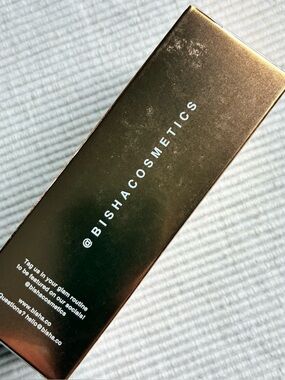 @BISHACOSMETICS
Tag us in your glam routine
to be featured on our socials!
@bishacosmetics
www.bisha.co
Questions? hello@bisha.co